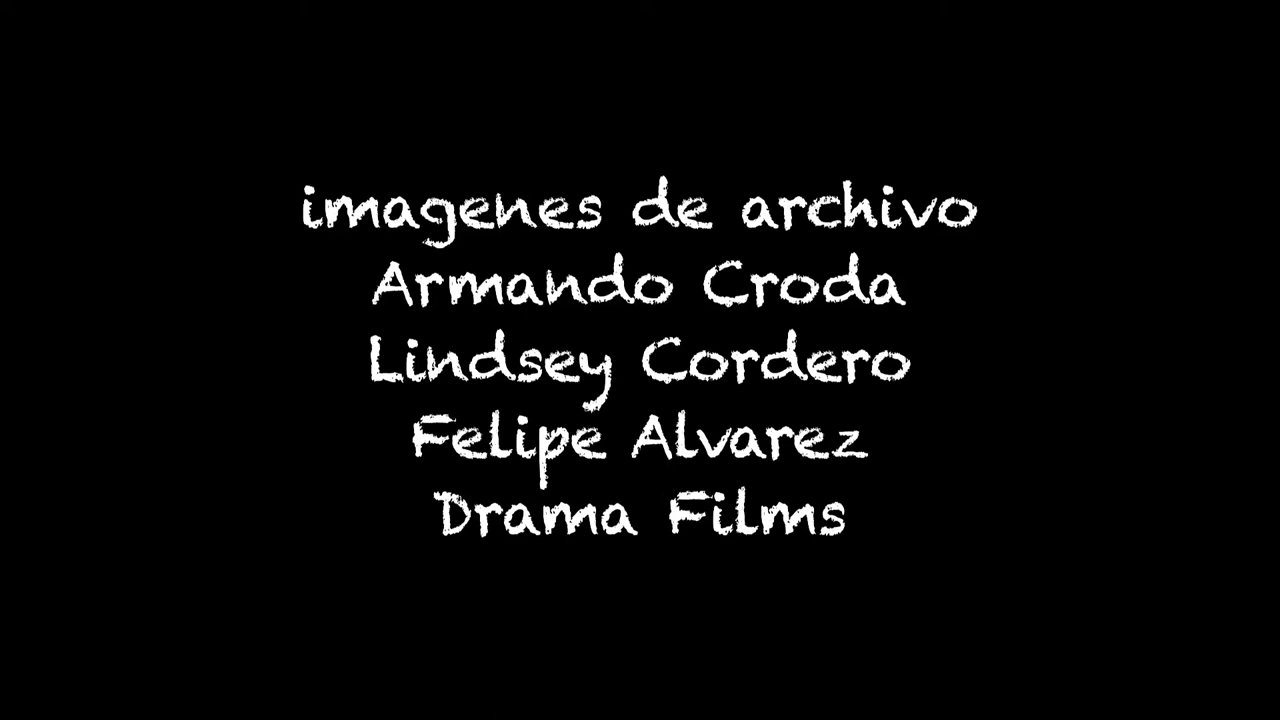 imagenes de archivo
Armando Croda
Lindsey Cordero
Felipe Alvarez
Drama Films